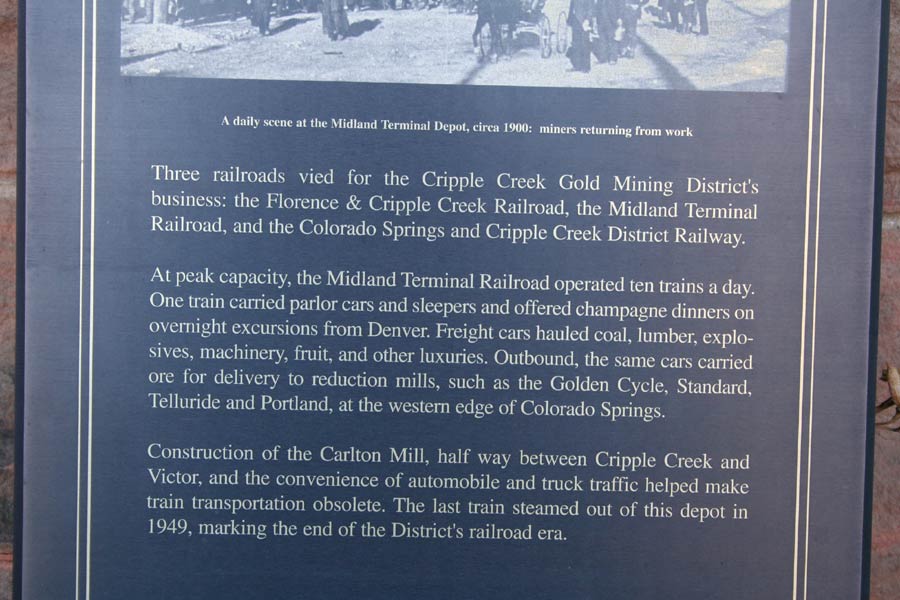 A daily scene at the Midland Terminal Depot, circa 1900: miners returning from work
Three railroads vied for the Cripple Creek Gold Mining District's
business: the Florence & Cripple Creek Railroad, the Midland Terminal
Railroad, and the Colorado Springs and Cripple Creek District Railway.
At peak capacity, the Midland Terminal Railroad operated ten trains a day.
One train carried parlor cars and sleepers and offered champagne dinners on
overnight excursions from Denver. Freight cars hauled coal, lumber, explo-
sives, machinery, fruit, and other luxuries. Outbound, the same cars carried
ore for delivery to reduction mills, such as the Golden Cycle, Standard,
Telluride and Portland, at the western edge of Colorado Springs.
Construction of the Carlton Mill, half way between Cripple Creek and
Victor, and the convenience of automobile and truck traffic helped make
train transportation obsolete. The last train steamed out of this depot in
1949, marking the end of the District's railroad era.